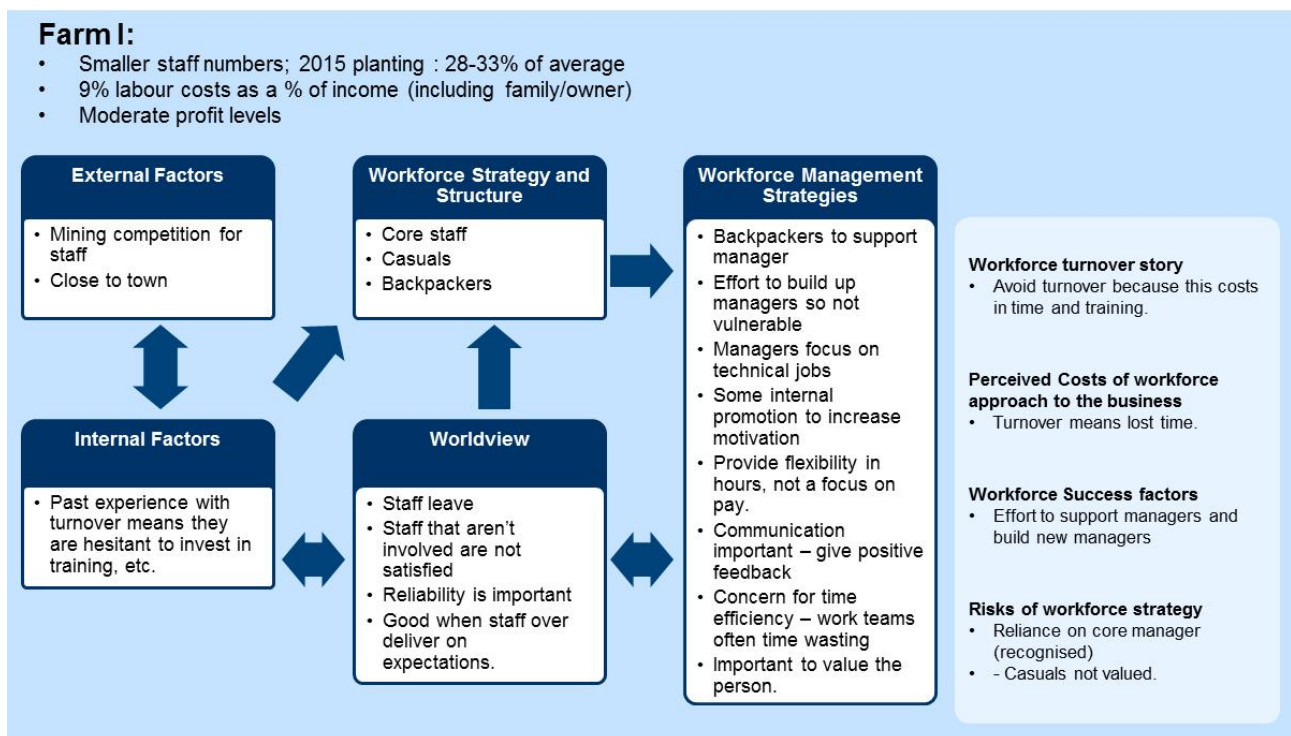 Farm I:
• Smaller staff numbers; 2015 planting : 28-33% of average
• 9% labour costs as a % of income (including family/owner)
• Moderate profit levels
External Factors
• Mining competition for
staff
• Close to town
Workforce Strategy and
Structure
• Core staff
• Casuals
• Backpackers
Workforce Management
Strategies
• Backpackers to support
manager
• Effort to build up
managers so not
vulnerable
• Managers focus on
technical jobs
• Some internal
promotion to increase
motivation
• Provide flexibility in
hours, not a focus on
pay.
• Communication
important – give positive
feedback
• Concern for time
efficiency – work teams
often time wasting
• Important to value the
person.
Internal Factors
• Past experience with
turnover means they
are hesitant to invest in
training, etc.
Worldview
• Staff leave
• Staff that aren't
involved are not
satisfied
• Reliability is important
• Good when staff over
deliver on
expectations.
Workforce turnover story
• Avoid turnover because this costs
in time and training.
Perceived Costs of workforce
approach to the business
• Turnover means lost time.
Workforce Success factors
• Effort to support managers and
build new managers
Risks of workforce strategy
• Reliance on core manager
(recognised)
• - Casuals not valued.